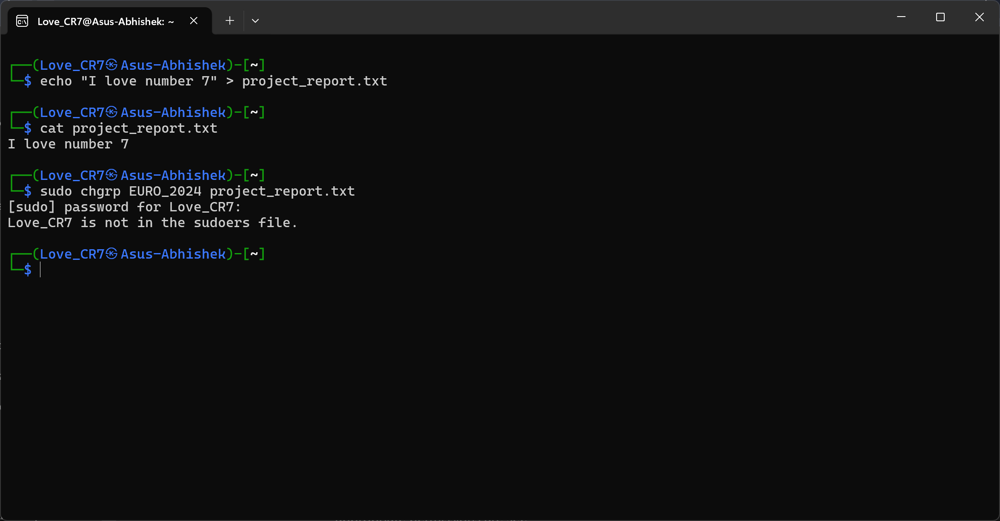 Love_CR7@Asus-Abhishek: ~
┌──(Love_CR7㉿Asus-Abhishek)-[~]
└─$ echo "I love number 7" > project_report.txt
┌──(Love_CR7㉿Asus-Abhishek)-[~]
└─$ cat project_report.txt
I love number 7
┌──(Love_CR7㉿Asus-Abhishek)-[~]
└─$ sudo chgrp EURO_2024 project_report.txt
[sudo] password for Love_CR7:
Love_CR7 is not in the sudoers file.
┌──(Love_CR7㉿Asus-Abhishek)-[~]
└─$